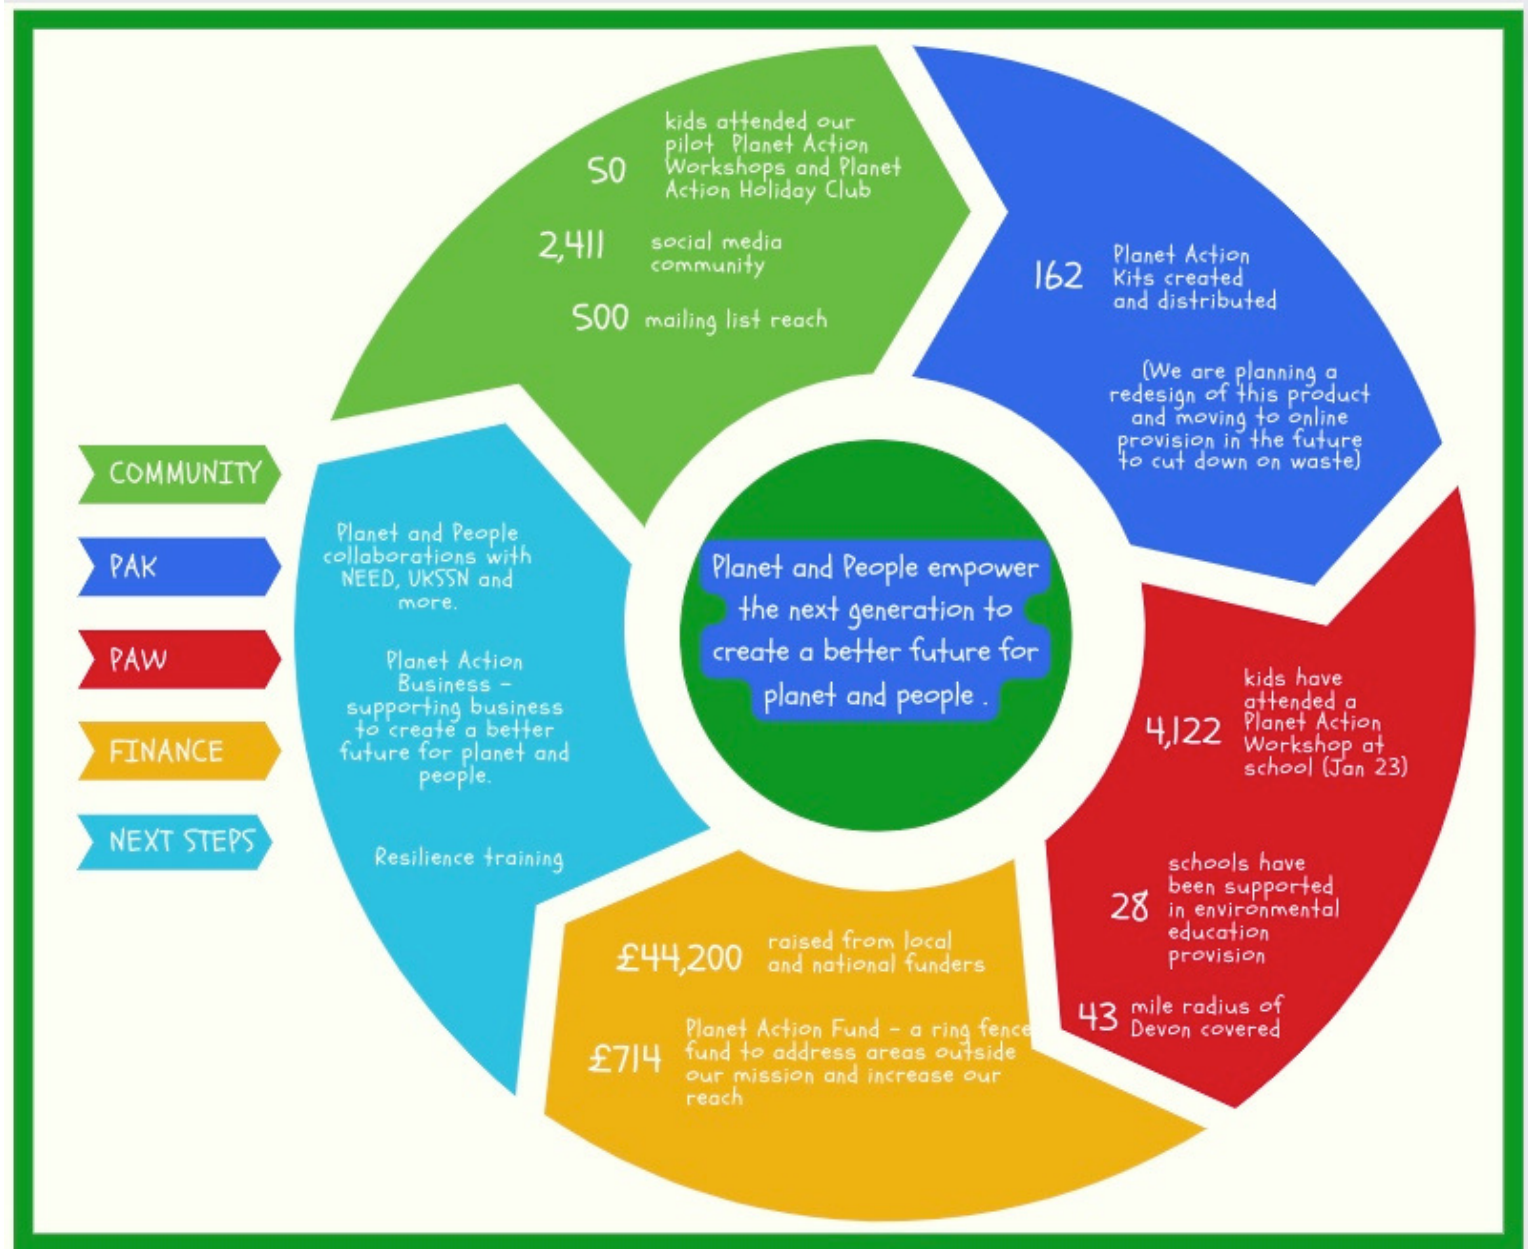 50
kids attended our
pilot Planet Action
Workshops and Planet
Action Holiday Club
2,411
social media
community
500 mailing list reach
162
Planet Action
Kits created
and distributed
(We are planning a
redesign of this product
and moving to online
provision in the future
to cut down on waste)
4,122
kids have
attended a
Planet Action
Workshop at
school (Jan 23)
28
schools have
been supported
in environmental
education
provision
43
mile radius of
Devon covered
£44,200
raised from local
and national funders
£714
Planet Action Fund - a ring fence
fund to address areas outside
our mission and increase our
reach
Planet and People
collaborations with
NEED, UKSSN and
more.
Planet Action
Business -
supporting business
to create a better
future for planet and
people.
Resilience training
Planet and People empower
the next generation to
create a better future for
planet and people .
COMMUNITY
PAK
PAW
FINANCE
NEXT STEPS